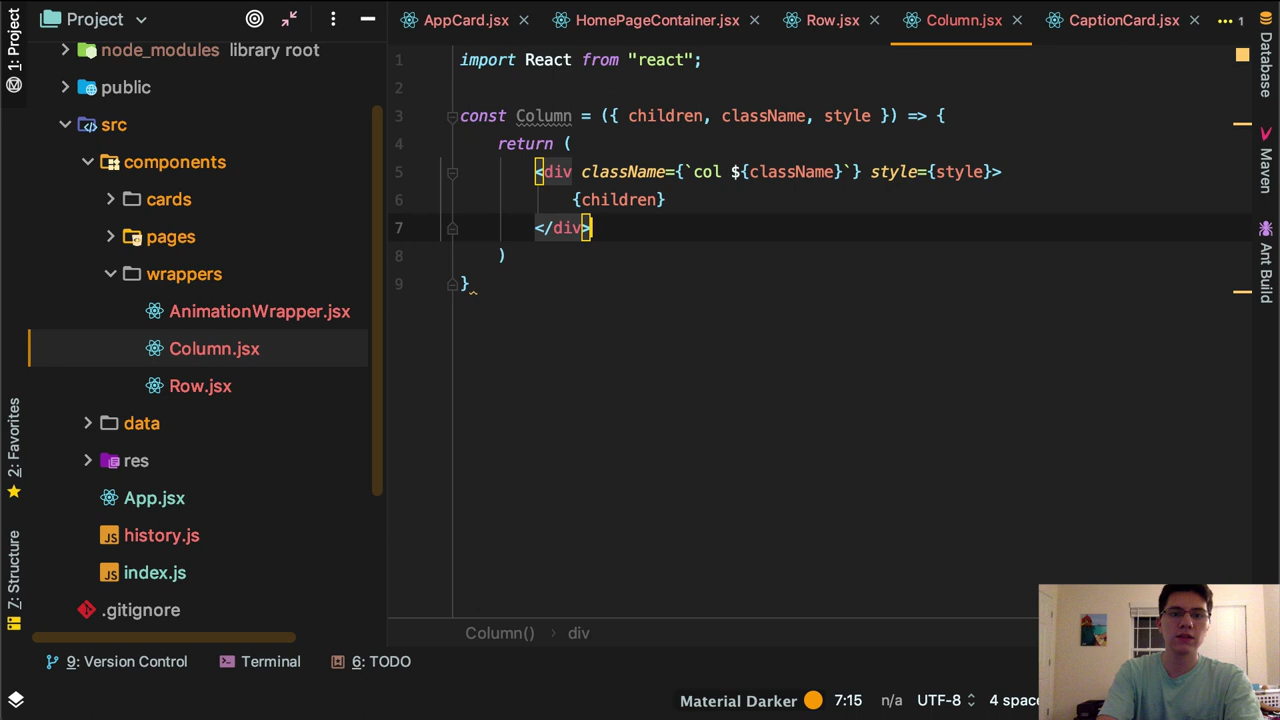 1: Project
2: Favorites
7: Structure
Project
node_modules library root
public
src
components
cards
pages
wrappers
AnimationWrapper.jsx
Column.jsx
Row.jsx
data
res
App.jsx
history.js
index.js
.gitignore
AppCard.jsx
HomePageContainer.jsx
Row.jsx
Column.jsx
CaptionCard.jsx
1
1 import React from "react";
2
3 const Column = ({ children, className, style }) => {
4 return (
5 <div className={`col ${className}`} style={style}>
6 {children}
7 </div>
8 )
9 }
Column() › div
Database
Maven
Ant Build
9: Version Control
Terminal
6: TODO
Material Darker
7:15
n/a
UTF-8
4 spac